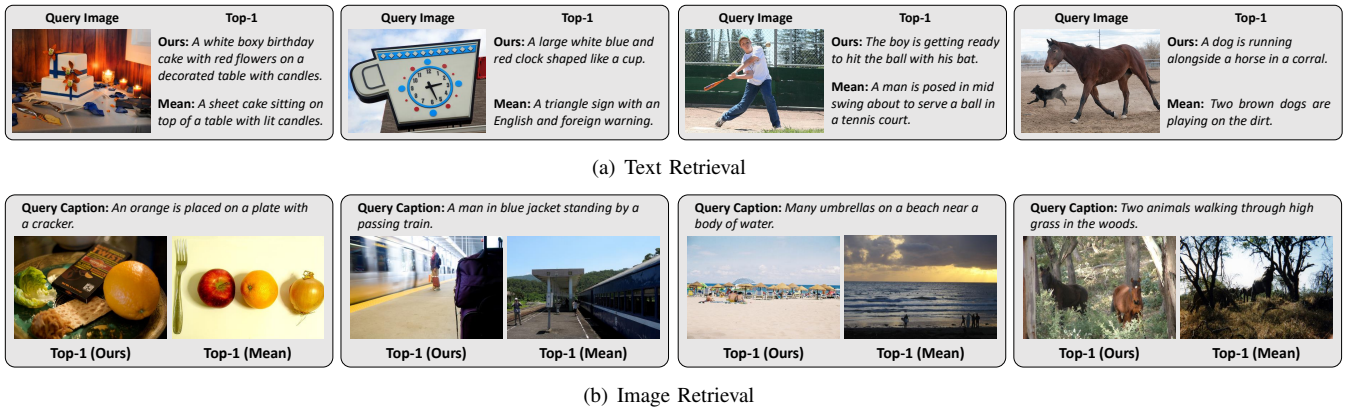 Query Image Top-1
Ours: A white boxy birthday
cake with red flowers on a
decorated table with candles.
Mean: A sheet cake sitting on
top of a table with lit candles.
Query Image Top-1
Ours: A large white blue and
red clock shaped like a cup.
Mean: A triangle sign with an
English and foreign warning.
Query Image Top-1
Ours: The boy is getting ready
to hit the ball with his bat.
Mean: A man is posed in mid
swing about to serve a ball in
a tennis court.
Query Image Top-1
Ours: A dog is running
alongside a horse in a corral.
Mean: Two brown dogs are
playing on the dirt.
(a) Text Retrieval
Query Caption: An orange is placed on a plate with
a cracker.
Top-1 (Ours) Top-1 (Mean)
Query Caption: A man in blue jacket standing by a
passing train.
Top-1 (Ours) Top-1 (Mean)
Query Caption: Many umbrellas on a beach near a
body of water.
Top-1 (Ours) Top-1 (Mean)
Query Caption: Two animals walking through high
grass in the woods.
Top-1 (Ours) Top-1 (Mean)
(b) Image Retrieval